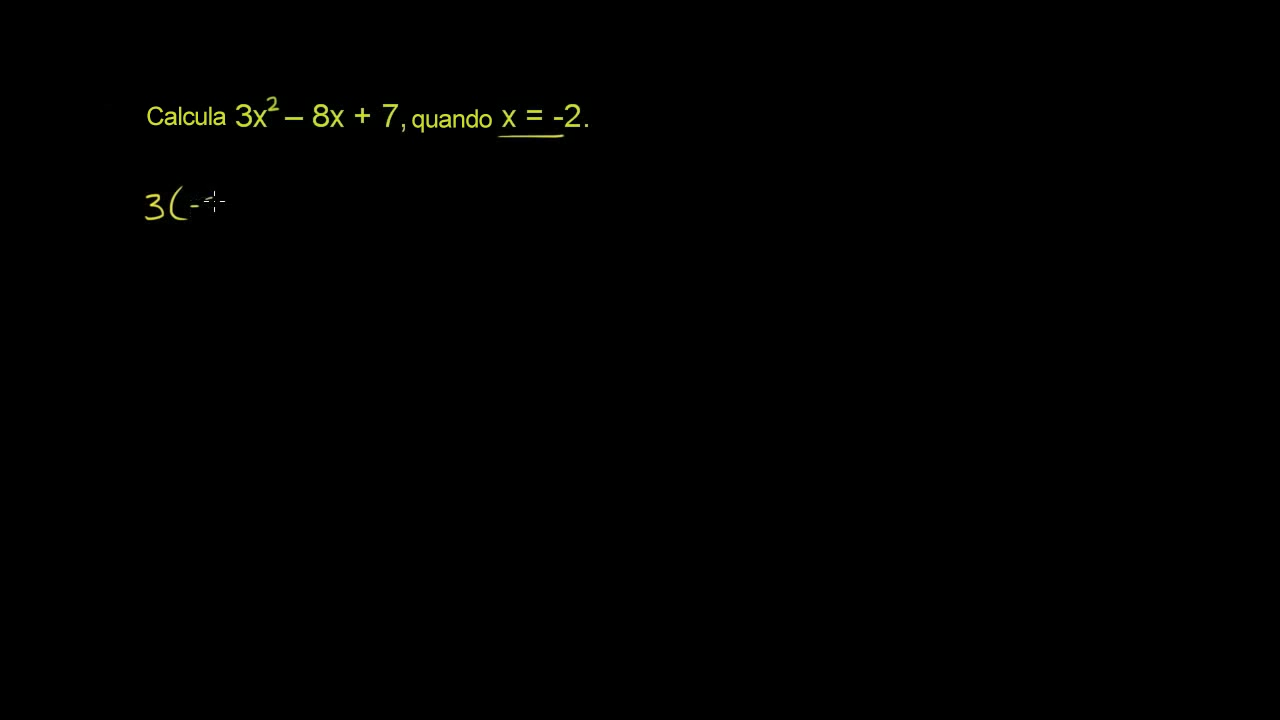 Calcula 3x² – 8x + 7, quando x = -2.
3(-